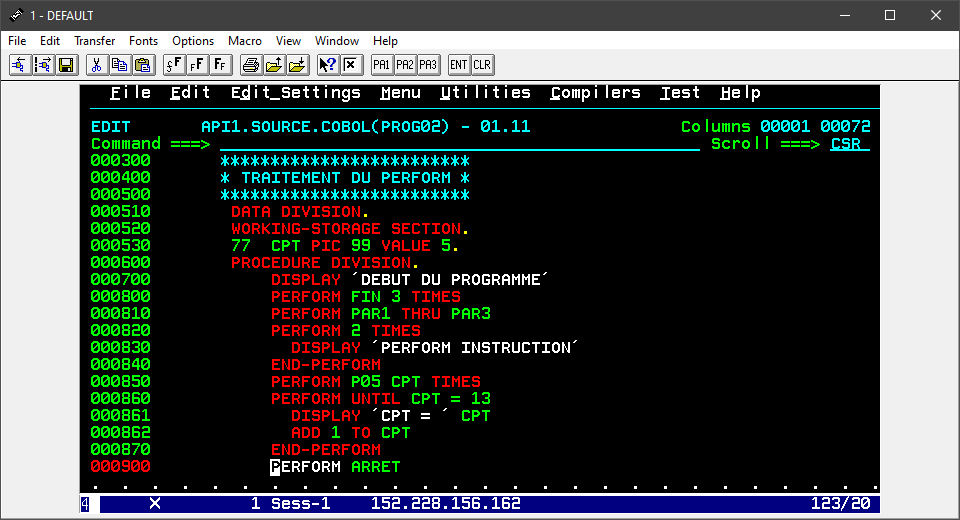 1 - DEFAULT
File Edit Transfer Fonts Options Macro View Window Help
PA1 PA2 PA3 ENT CLR
File Edit Edit_Settings Menu Utilities Compilers Test Help
EDIT API1.SOURCE.COBOL(PROG02) - 01.11 Columns 00001 00072
Command ===> Scroll ===> CSR
000300 *************************
000400 * TRAITEMENT DU PERFORM *
000500 *************************
000510 DATA DIVISION.
000520 WORKING-STORAGE SECTION.
000530 77 CPT PIC 99 VALUE 5.
000600 PROCEDURE DIVISION.
000700 DISPLAY ´DEBUT DU PROGRAMME´
000800 PERFORM FIN 3 TIMES
000810 PERFORM PAR1 THRU PAR3
000820 PERFORM 2 TIMES
000830 DISPLAY ´PERFORM INSTRUCTION´
000840 END-PERFORM
000850 PERFORM P05 CPT TIMES
000860 PERFORM UNTIL CPT = 13
000861 DISPLAY ´CPT = ´ CPT
000862 ADD 1 TO CPT
000870 END-PERFORM
000900 PERFORM ARRET
. . . . . . . . . . . . . . . . . . . . . . . . . . .
4 X 1 Sess-1 152.228.156.162 123/20